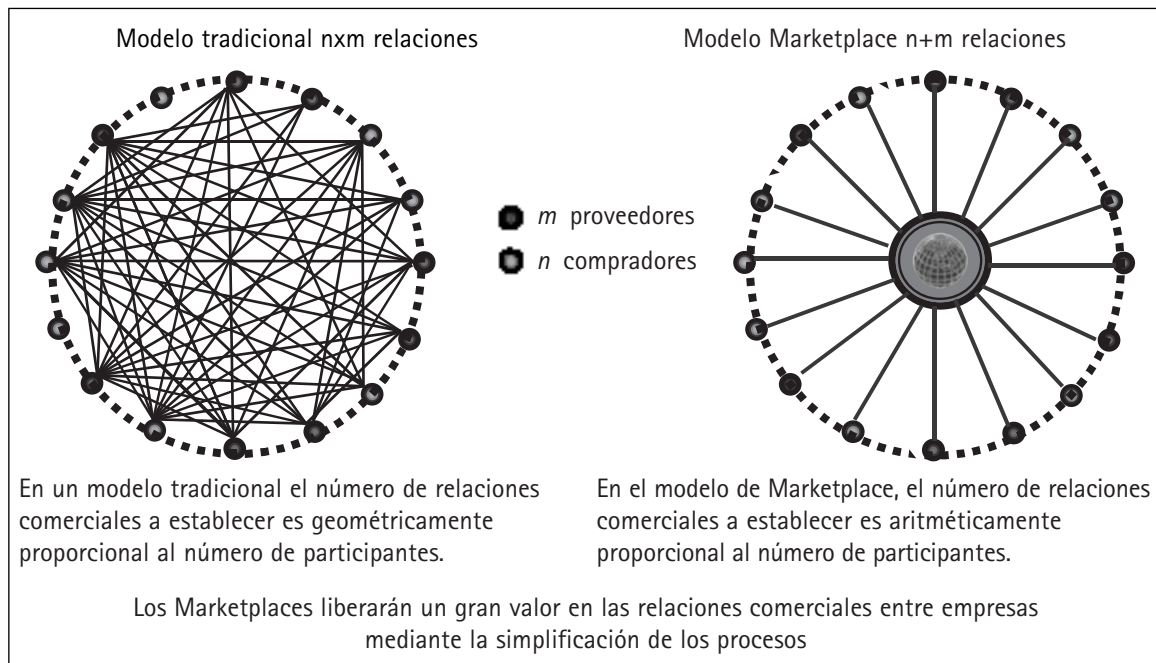 Modelo tradicional nxm relaciones
Modelo Marketplace n+m relaciones
m proveedores
n compradores
En un modelo tradicional el número de relaciones
comerciales a establecer es geométricamente
proporcional al número de participantes.
En el modelo de Marketplace, el número de relaciones
comerciales a establecer es aritméticamente
proporcional al número de participantes.
Los Marketplaces liberarán un gran valor en las relaciones comerciales entre empresas
mediante la simplificación de los procesos